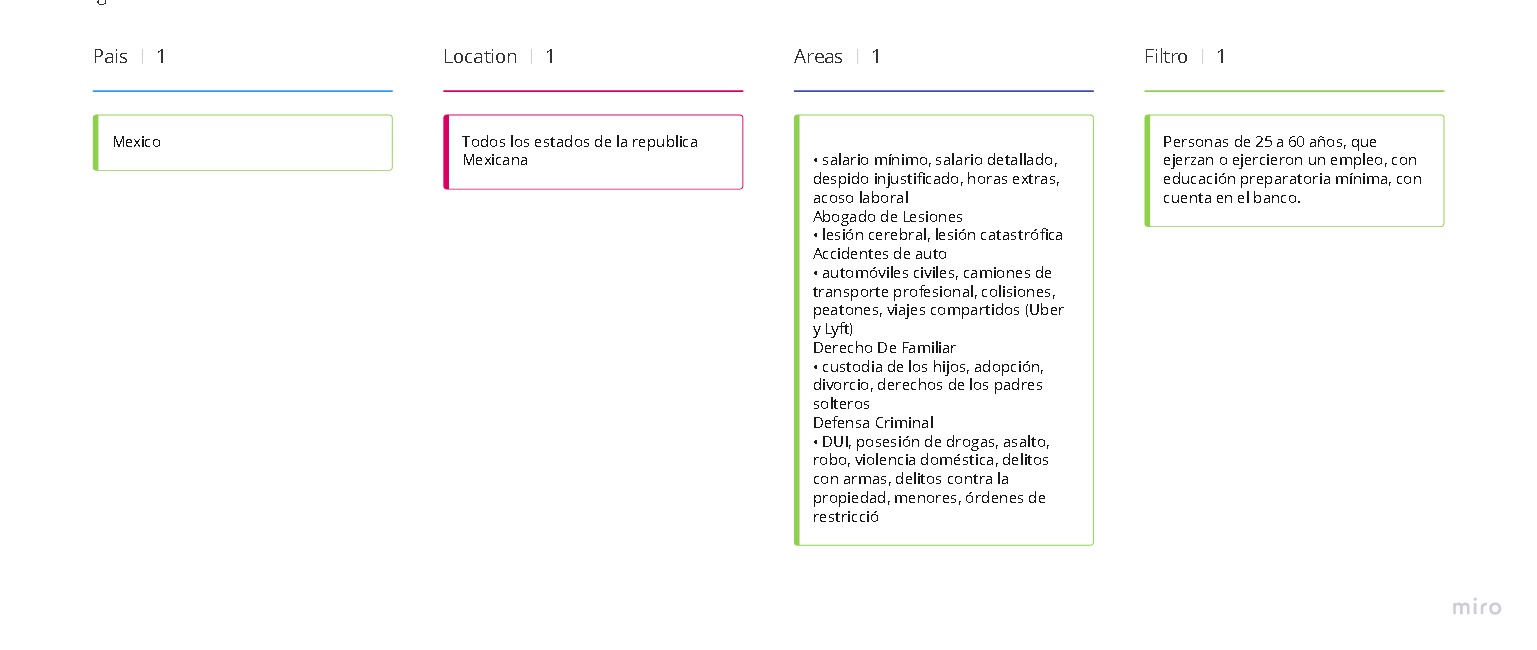 Pais | 1
Mexico
Location | 1
Todos los estados de la republica
Mexicana
Areas | 1
• salario mínimo, salario detallado,
despido injustificado, horas extras,
acoso laboral
Abogado de Lesiones
• lesión cerebral, lesión catastrófica
Accidentes de auto
• automóviles civiles, camiones de
transporte profesional, colisiones,
peatones, viajes compartidos (Uber
y Lyft)
Derecho De Familiar
• custodia de los hijos, adopción,
divorcio, derechos de los padres
solteros
Defensa Criminal
• DUI, posesión de drogas, asalto,
robo, violencia doméstica, delitos
con armas, delitos contra la
propiedad, menores, órdenes de
restricció
Filtro | 1
Personas de 25 a 60 años, que
ejerzan o ejercieron un empleo, con
educación preparatoria mínima, con
cuenta en el banco.
miro